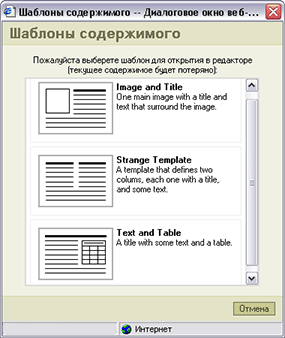 Шаблоны содержимого -- Диалоговое окно веб-...
Шаблоны содержимого
Пожалуйста выберете шаблон для открытия в редакторе
(текущее содержимое будет потеряно):
Image and Title
One main image with a title and
text that surround the image.
Strange Template
A template that defines two
colums, each one with a title,
and some text.
Text and Table
A title with some text and a table.
Отмена
Интернет